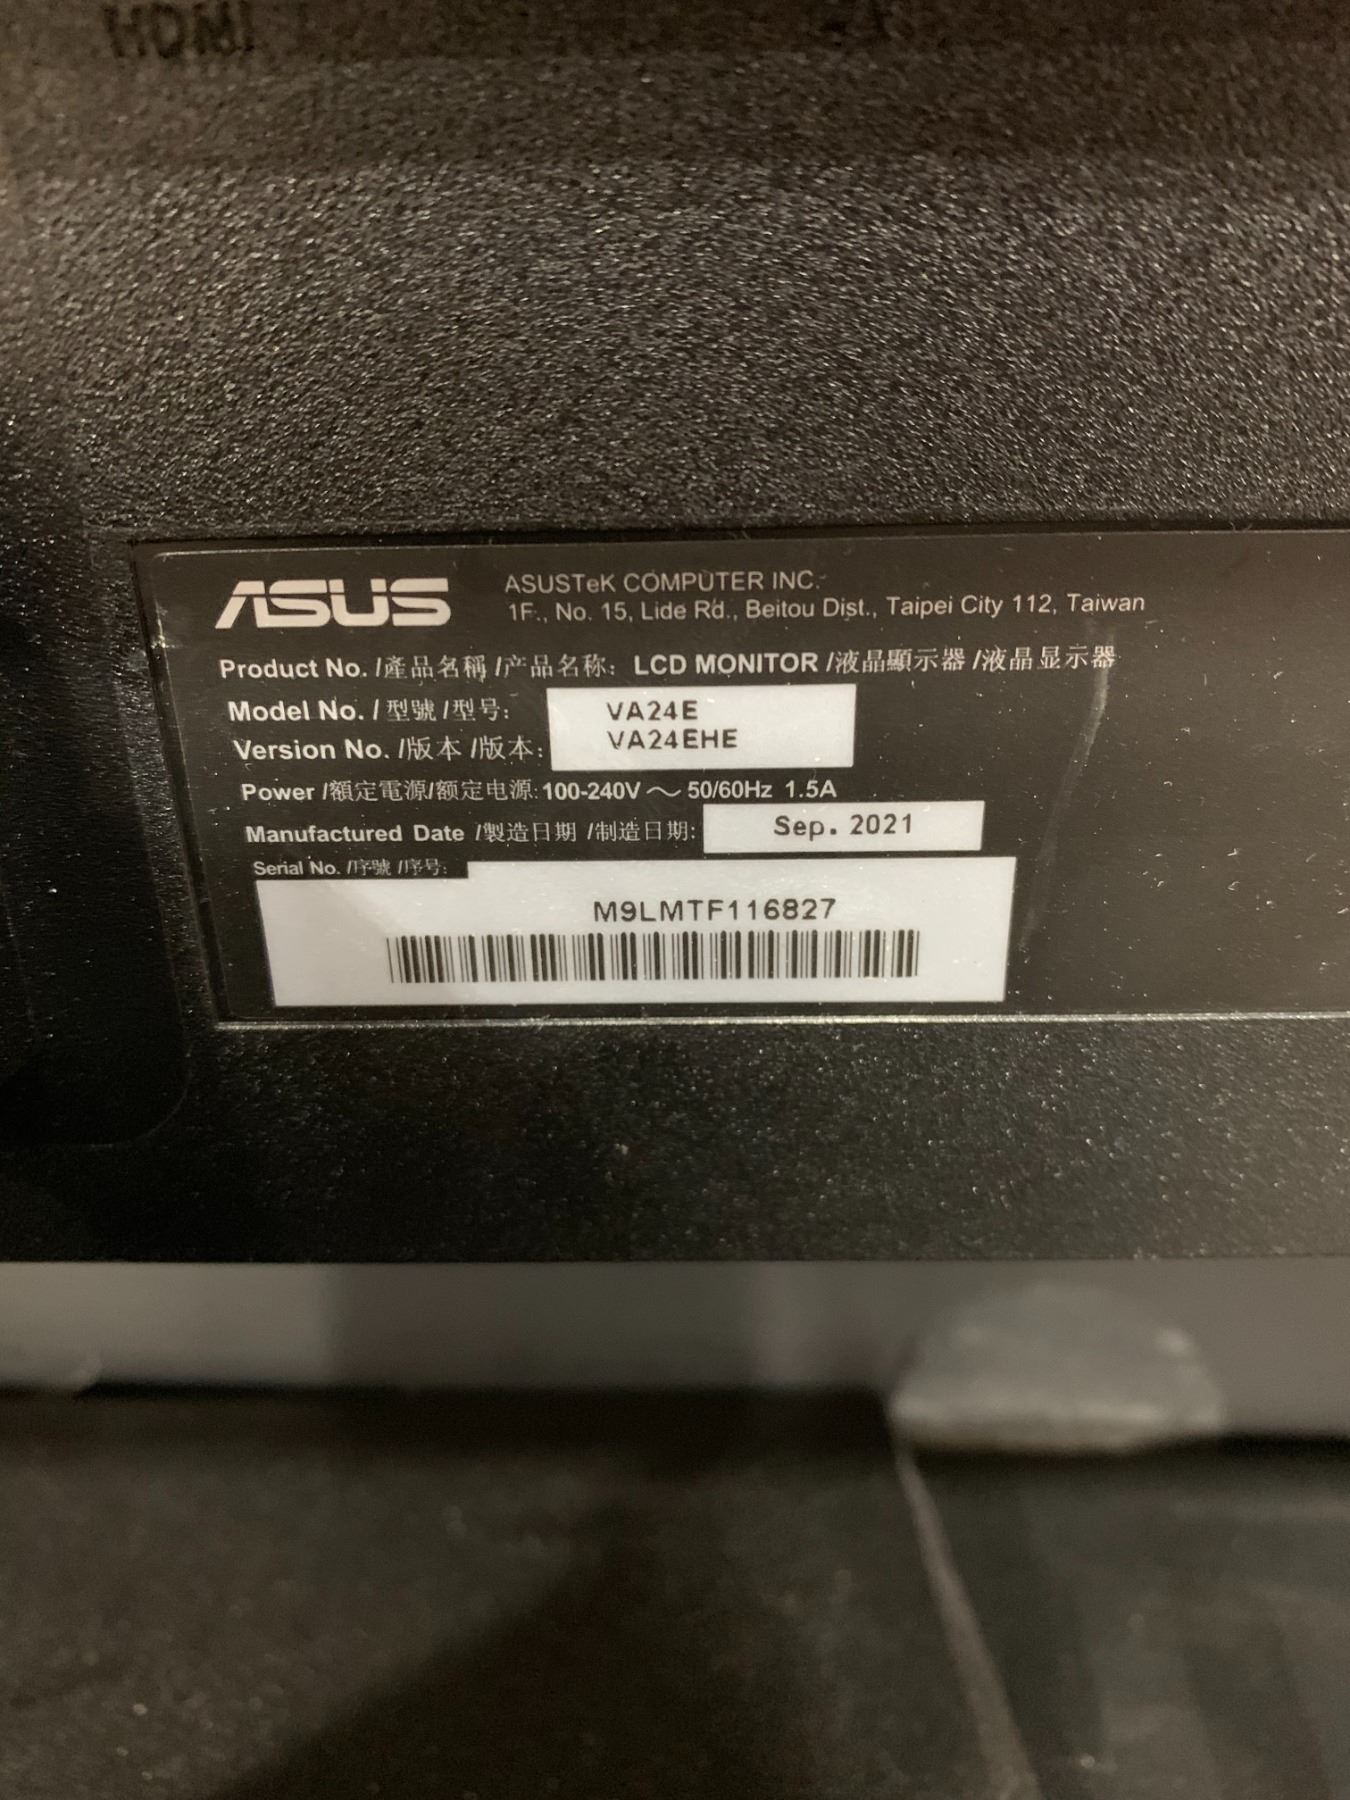 HDMI
ASUS
ASUSTeK COMPUTER INC.
1F., No. 15, Lide Rd., Beitou Dist., Taipei City 112, Taiwan
Product No. /產品名稱 /产品名称: LCD MONITOR /液晶顯示器 /液晶显示器
Model No. / 型號 /型号: VA24E
Version No. /版本 /版本: VA24EHE
Power /額定電源/额定电源: 100-240V ～ 50/60Hz 1.5A
Manufactured Date /製造日期 /制造日期: Sep. 2021
Serial No. /序號 /序号:
M9LMTF116827